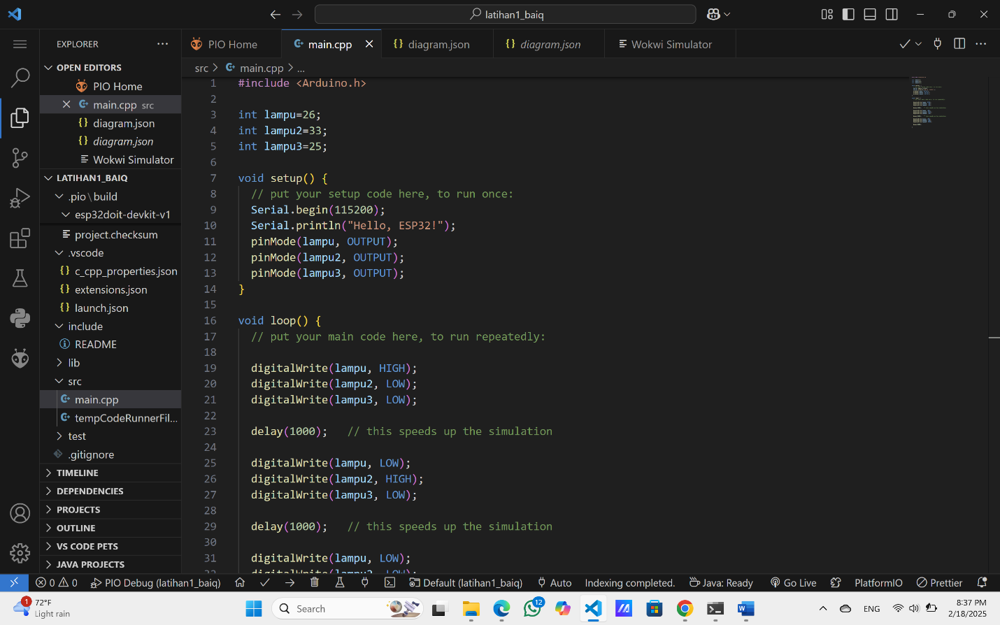 latihan1_baiq
EXPLORER
PIO Home
main.cpp
diagram.json
diagram.json
Wokwi Simulator
OPEN EDITORS
PIO Home
main.cpp src
diagram.json
diagram.json
Wokwi Simulator
LATIHAN1_BAIQ
.pio \ build
esp32doit-devkit-v1
project.checksum
.vscode
c_cpp_properties.json
extensions.json
launch.json
include
README
lib
src
main.cpp
tempCodeRunnerFil...
test
.gitignore
TIMELINE
DEPENDENCIES
PROJECTS
OUTLINE
VS CODE PETS
JAVA PROJECTS
src > main.cpp > ...
1 #include <Arduino.h>
2
3 int lampu=26;
4 int lampu2=33;
5 int lampu3=25;
6
7 void setup() {
8 // put your setup code here, to run once:
9 Serial.begin(115200);
10 Serial.println("Hello, ESP32!");
11 pinMode(lampu, OUTPUT);
12 pinMode(lampu2, OUTPUT);
13 pinMode(lampu3, OUTPUT);
14 }
15
16 void loop() {
17 // put your main code here, to run repeatedly:
18
19 digitalWrite(lampu, HIGH);
20 digitalWrite(lampu2, LOW);
21 digitalWrite(lampu3, LOW);
22
23 delay(1000); // this speeds up the simulation
24
25 digitalWrite(lampu, LOW);
26 digitalWrite(lampu2, HIGH);
27 digitalWrite(lampu3, LOW);
28
29 delay(1000); // this speeds up the simulation
30
31 digitalWrite(lampu, LOW);
0 0 PIO Debug (latihan1_baiq) Default (latihan1_baiq) Auto Indexing completed. Java: Ready Go Live PlatformIO Prettier
1
72°F
Light rain
Search
12
ENG
8:37 PM
2/18/2025